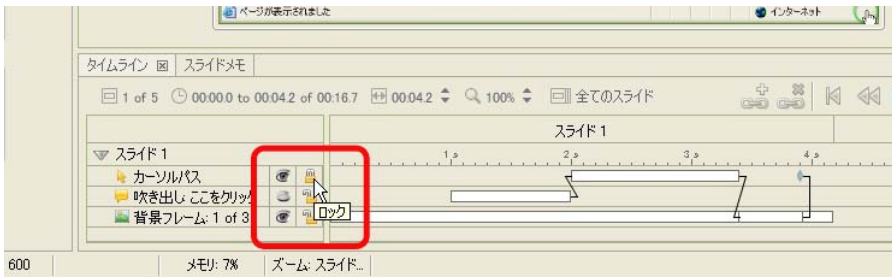 ページが表示されました インターネット
タイムライン スライドメモ
1 of 5 00:00.0 to 00:04.2 of 00:16.7 00:04.2 100% 全てのスライド
スライド 1
スライド 1 1 s 2 s 3 s 4 s
カーソルパス
吹き出し: ここをクリック
ロック
背景フレーム: 1 of 3
600 メモリ: 7% ズーム: スライド...